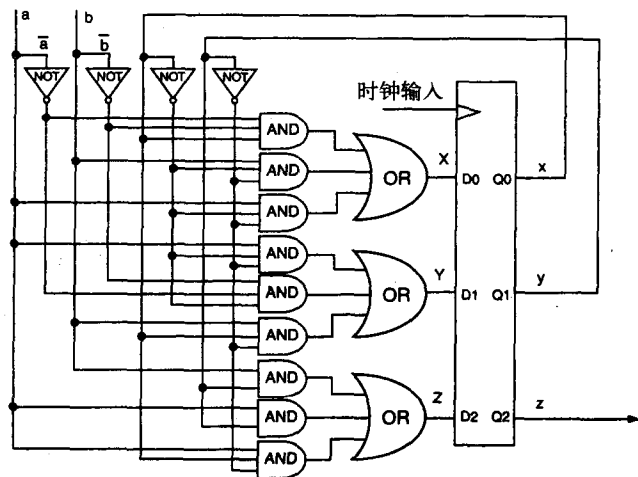 a b
a̅ b̅
NOT NOT NOT NOT
时钟输入
AND
AND
AND
OR X D0 Q0 x
AND
AND
AND
OR Y D1 Q1 y
AND
AND
AND
OR Z D2 Q2 z